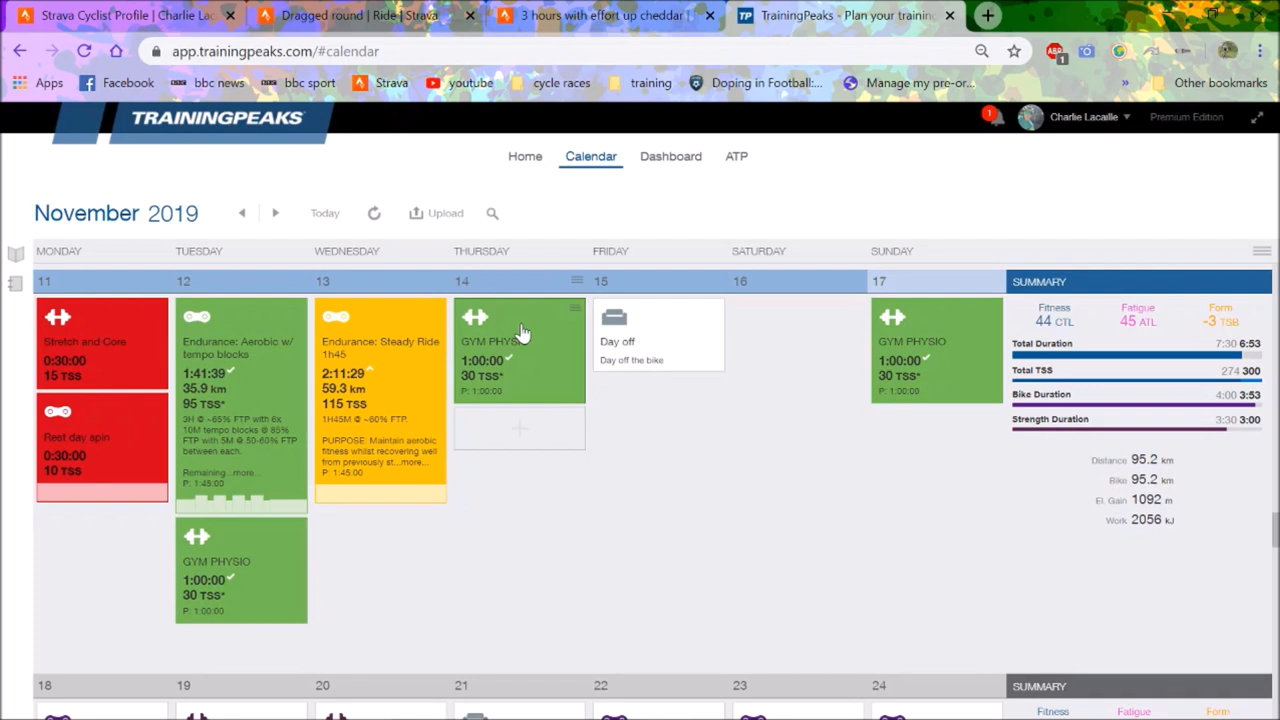 Strava Cyclist Profile | Charlie Lac
Dragged round | Ride | Strava
3 hours with effort up cheddar |
TrainingPeaks - Plan your training
app.trainingpeaks.com/#calendar
Apps Facebook bbc news bbc sport Strava youtube cycle races training Doping in Football:... Manage my pre-or... » Other bookmarks
TRAININGPEAKS
1 Charlie Lacaille Premium Edition
Home Calendar Dashboard ATP
November 2019 Today Upload
MONDAY TUESDAY WEDNESDAY THURSDAY FRIDAY SATURDAY SUNDAY
11 12 13 14 15 16 17 SUMMARY
Stretch and Core
0:30:00
15 TSS
Rest day spin
0:30:00
10 TSS
Endurance: Aerobic w/
tempo blocks
1:41:39
35.9 km
95 TSS*
3H @ ~65% FTP with 6x
10M tempo blocks @ 85%
FTP with 5M @ 50-60% FTP
between each.
Remaining...more...
P: 1:45:00
GYM PHYSIO
1:00:00
30 TSS*
P: 1:00:00
Endurance: Steady Ride
1h45
2:11:29
59.3 km
115 TSS
1H45M @ ~60% FTP.
PURPOSE: Maintain aerobic
fitness whilst recovering well
from previous st...more...
P: 1:45:00
GYM PHYSIO
1:00:00
30 TSS*
P: 1:00:00
Day off
Day off the bike
GYM PHYSIO
1:00:00
30 TSS*
P: 1:00:00
Fitness Fatigue Form
44 CTL 45 ATL -3 TSB
Total Duration 7:30 6:53
Total TSS 274 300
Bike Duration 4:00 3:53
Strength Duration 3:30 3:00
Distance 95.2 km
Bike 95.2 km
El. Gain 1092 m
Work 2056 kJ
18 19 20 21 22 23 24 SUMMARY
Fitness Fatigue Form